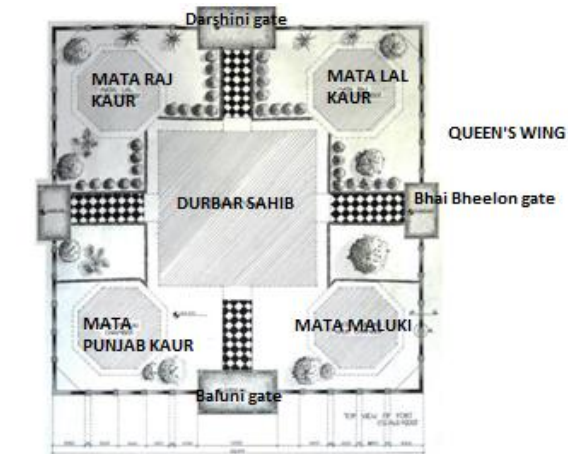 Darshini gate
MATA RAJ
KAUR
MATA LAL
KAUR
QUEEN'S WING
DURBAR SAHIB
Bhai Bheelon gate
MATA
PUNJAB KAUR
MATA MALUKI
Baluni gate
TOP VIEW OF FORT